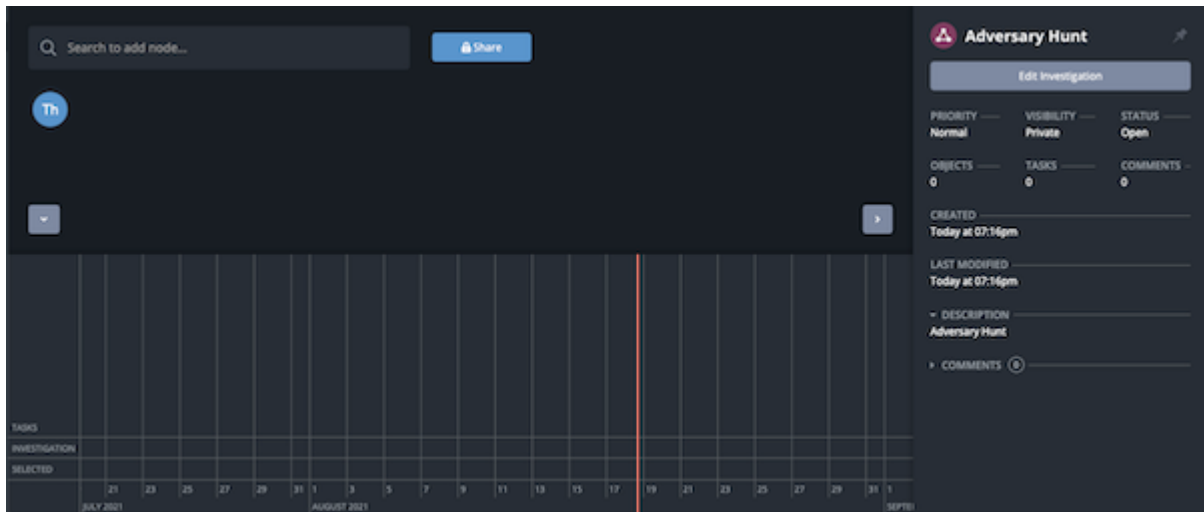 Search to add node...
Share
Th
TASKS
INVESTIGATION
SELECTED
21 23 25 27 29 31 1 3 5 7 9 11 13 15 17 19 21 23 25 27 29 31 1
JULY 2021 AUGUST 2021 SEPTE
Adversary Hunt
Edit Investigation
PRIORITY VISIBILITY STATUS
Normal Private Open
OBJECTS TASKS COMMENTS
0 0 0
CREATED
Today at 07:16pm
LAST MODIFIED
Today at 07:16pm
DESCRIPTION
Adversary Hunt
COMMENTS 0